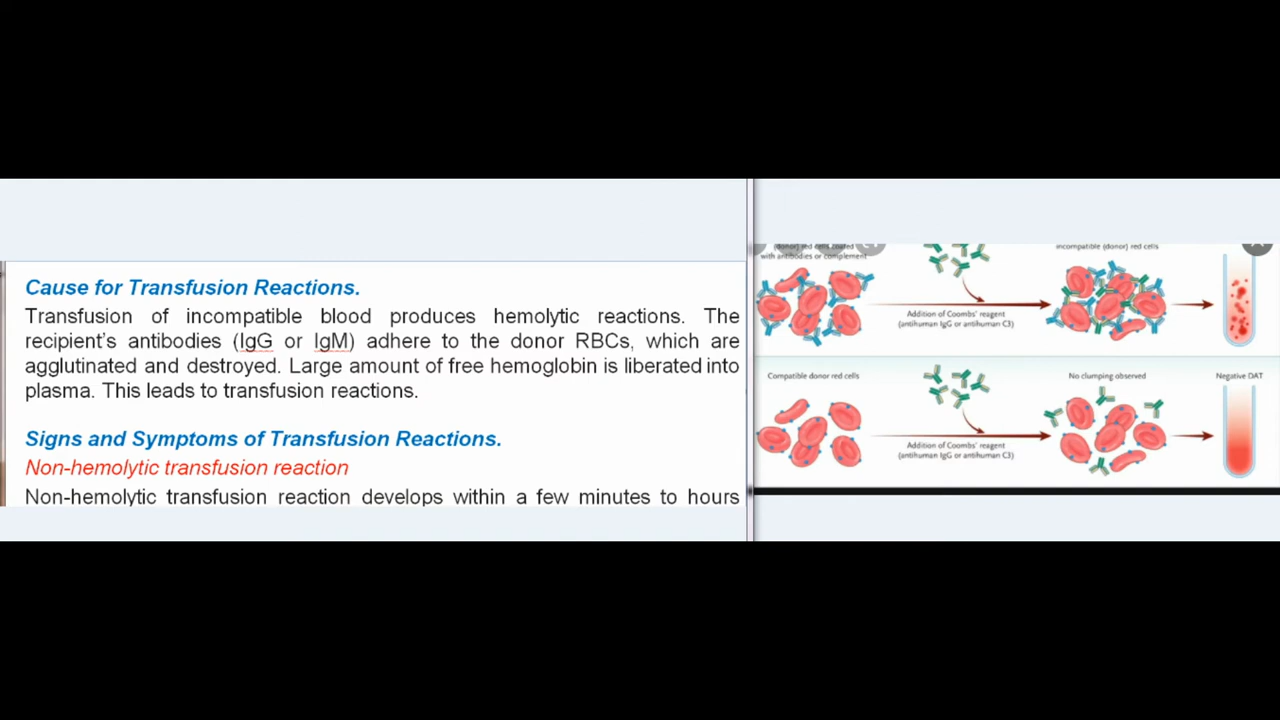 Cause for Transfusion Reactions.
Transfusion of incompatible blood produces hemolytic reactions. The
recipient's antibodies (IgG or IgM) adhere to the donor RBCs, which are
agglutinated and destroyed. Large amount of free hemoglobin is liberated into
plasma. This leads to transfusion reactions.
Signs and Symptoms of Transfusion Reactions.
Non-hemolytic transfusion reaction
Non-hemolytic transfusion reaction develops within a few minutes to hours
(donor) red cells coated
with antibodies or complement
incompatible (donor) red cells
Addition of Coombs' reagent
(antihuman IgG or antihuman C3)
Compatible donor red cells
No clumping observed
Negative DAT
Addition of Coombs' reagent
(antihuman IgG or antihuman C3)